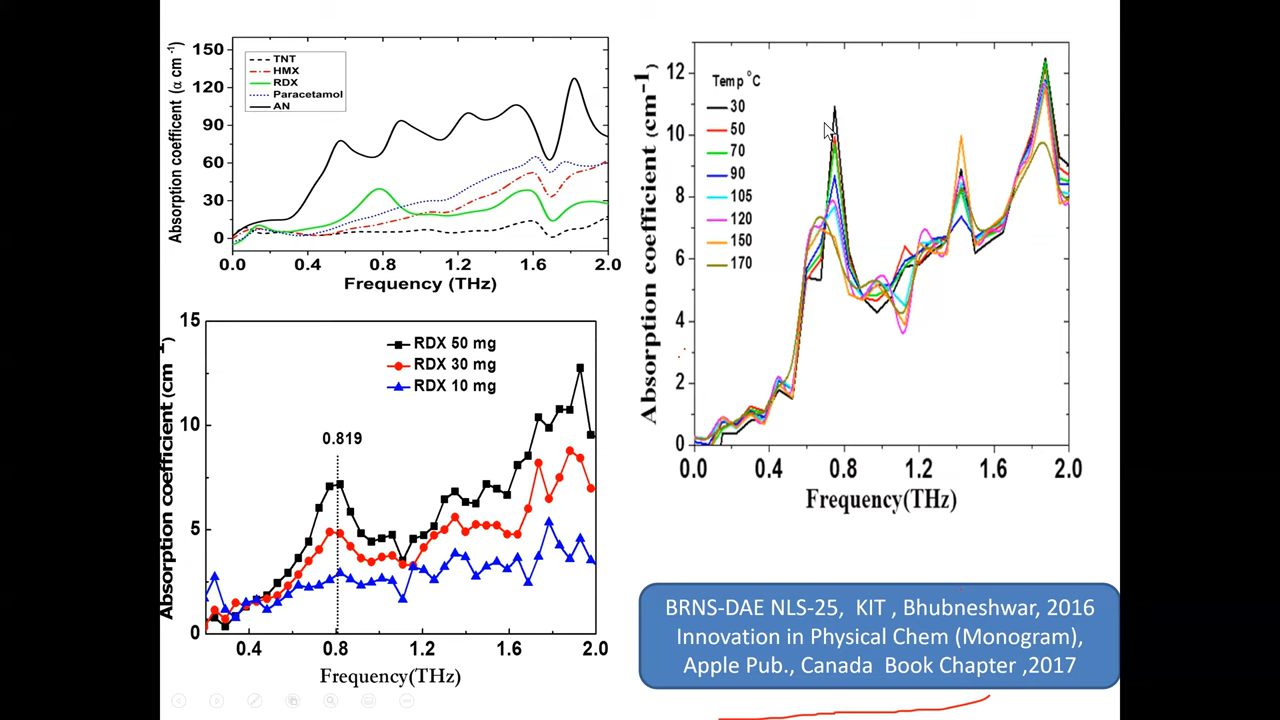 150
120
90
60
30
0
Absorption coefficent (α cm⁻¹)
TNT
HMX
RDX
Paracetamol
AN
0.0 0.4 0.8 1.2 1.6 2.0
Frequency (THz)
15
10
5
0
Absorption coefficient(cm⁻¹)
RDX 50 mg
RDX 30 mg
RDX 10 mg
0.819
0.4 0.8 1.2 1.6 2.0
Frequency(THz)
12
10
8
6
4
2
0
Absorption coefficient(cm⁻¹)
Temp °C
30
50
70
90
105
120
150
170
0.0 0.4 0.8 1.2 1.6 2.0
Frequency(THz)
BRNS-DAE NLS-25, KIT , Bhubneshwar, 2016
Innovation in Physical Chem (Monogram),
Apple Pub., Canada Book Chapter ,2017